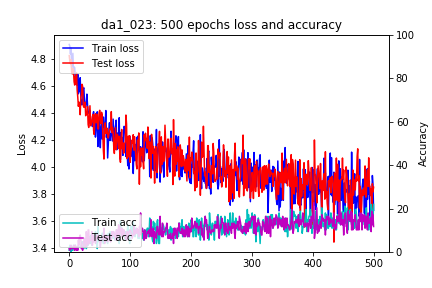 da1_023: 500 epochs loss and accuracy
Train loss
Test loss
Train acc
Test acc
Loss
4.8
4.6
4.4
4.2
4.0
3.8
3.6
3.4
0
100
200
300
400
500
100
80
60
40
20
0
Accuracy